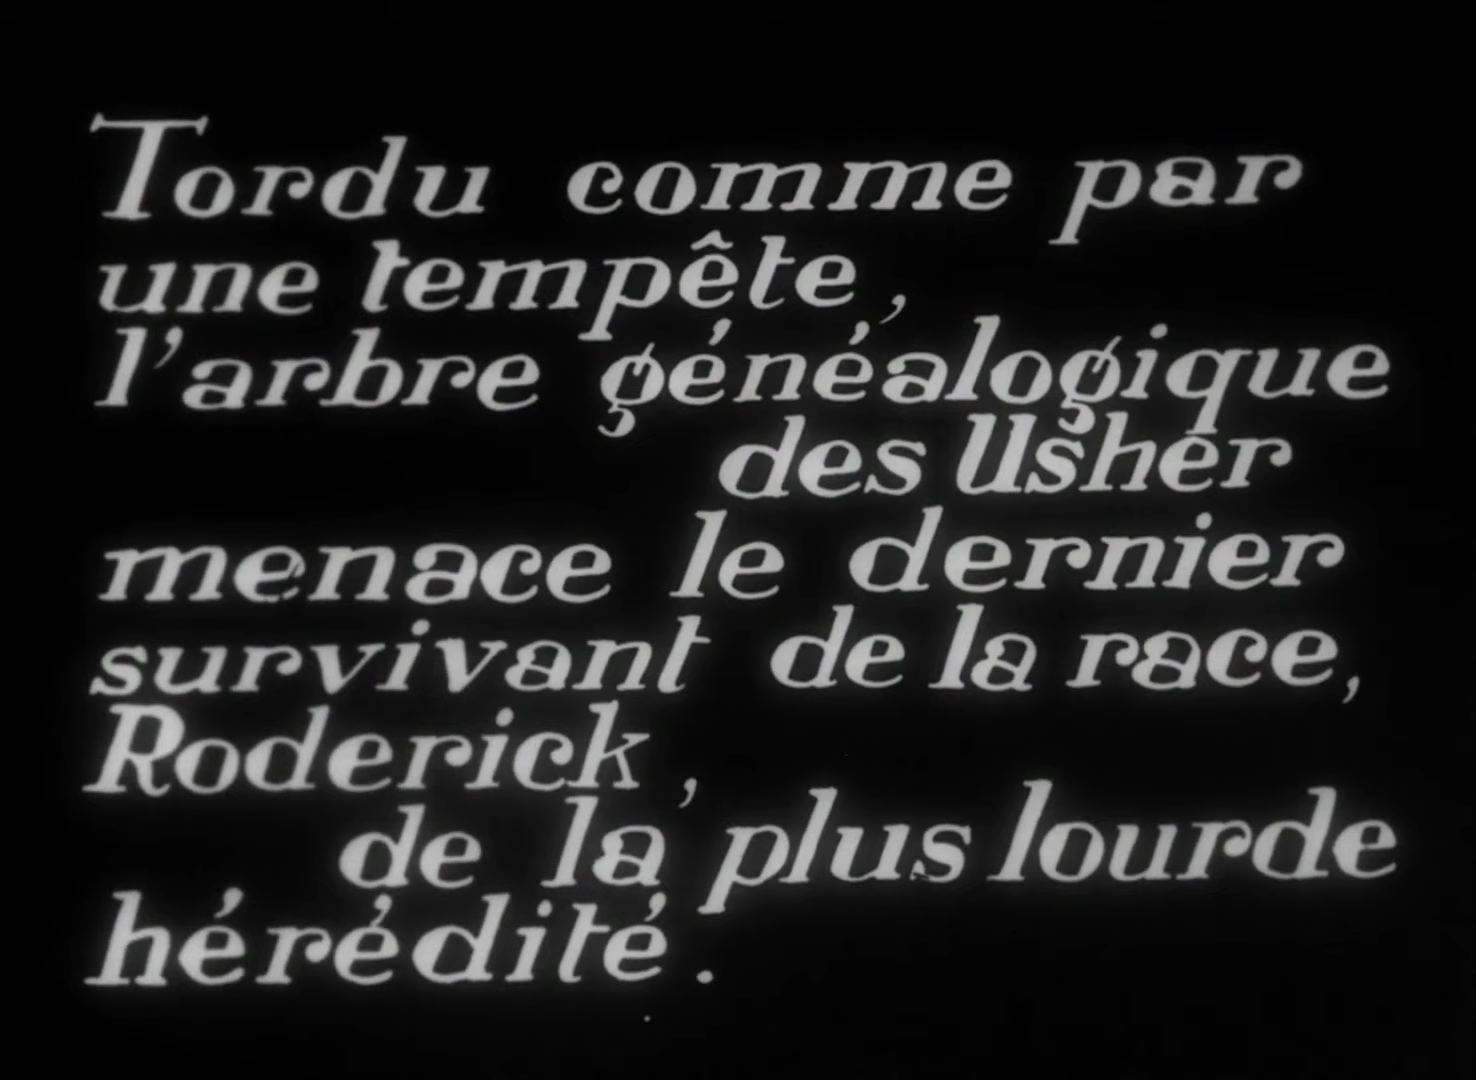 Tordu comme par
une tempête,
l'arbre généalogique
des Usher
menace le dernier
survivant de la race,
Roderick,
de la plus lourde
hérédité.